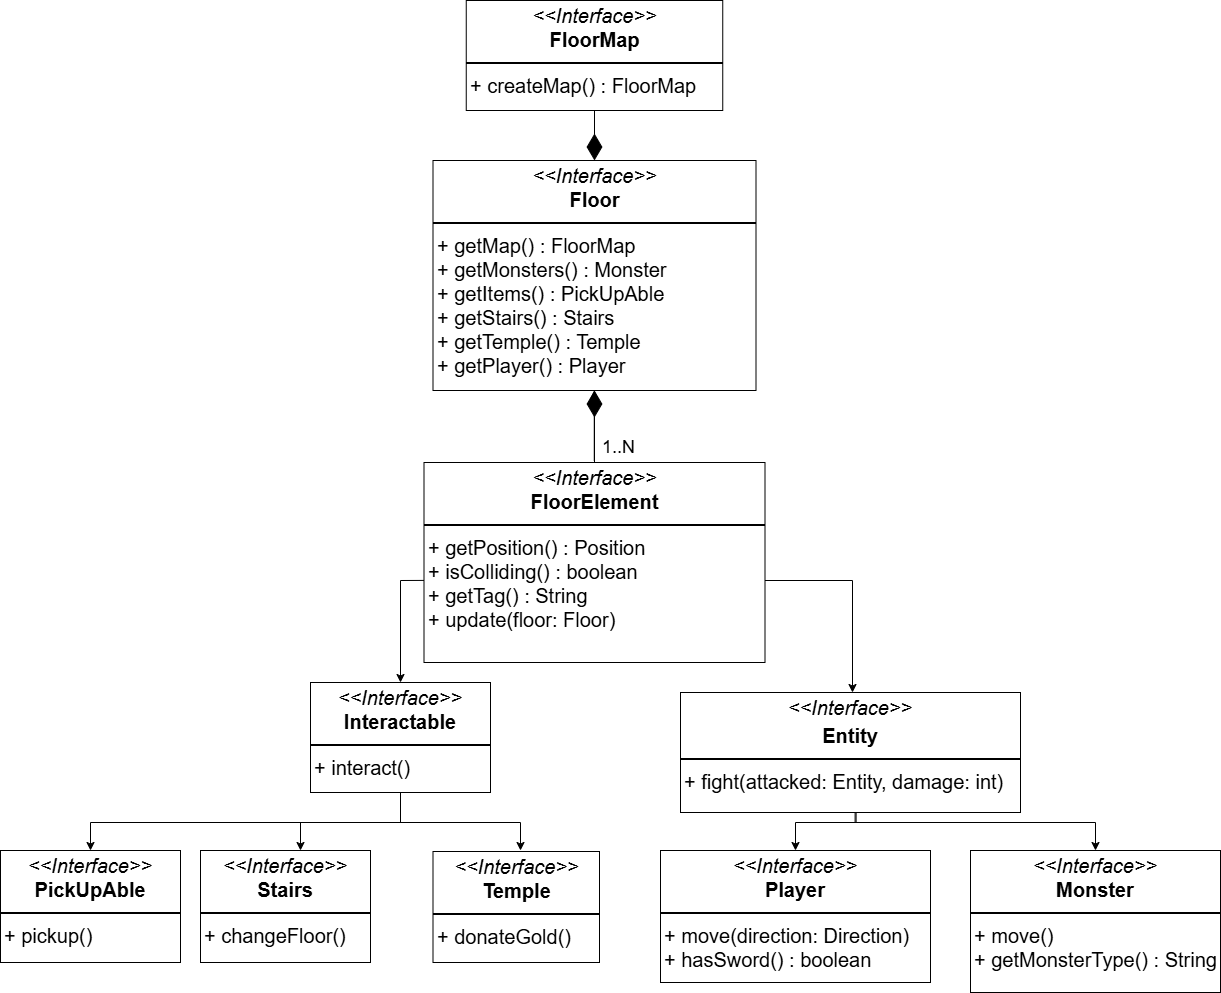 <<Interface>>
FloorMap
+ createMap() : FloorMap
<<Interface>>
Floor
+ getMap() : FloorMap
+ getMonsters() : Monster
+ getItems() : PickUpAble
+ getStairs() : Stairs
+ getTemple() : Temple
+ getPlayer() : Player
1..N
<<Interface>>
FloorElement
+ getPosition() : Position
+ isColliding() : boolean
+ getTag() : String
+ update(floor: Floor)
<<Interface>>
Interactable
+ interact()
<<Interface>>
Entity
+ fight(attacked: Entity, damage: int)
<<Interface>>
PickUpAble
+ pickup()
<<Interface>>
Stairs
+ changeFloor()
<<Interface>>
Temple
+ donateGold()
<<Interface>>
Player
+ move(direction: Direction)
+ hasSword() : boolean
<<Interface>>
Monster
+ move()
+ getMonsterType() : String